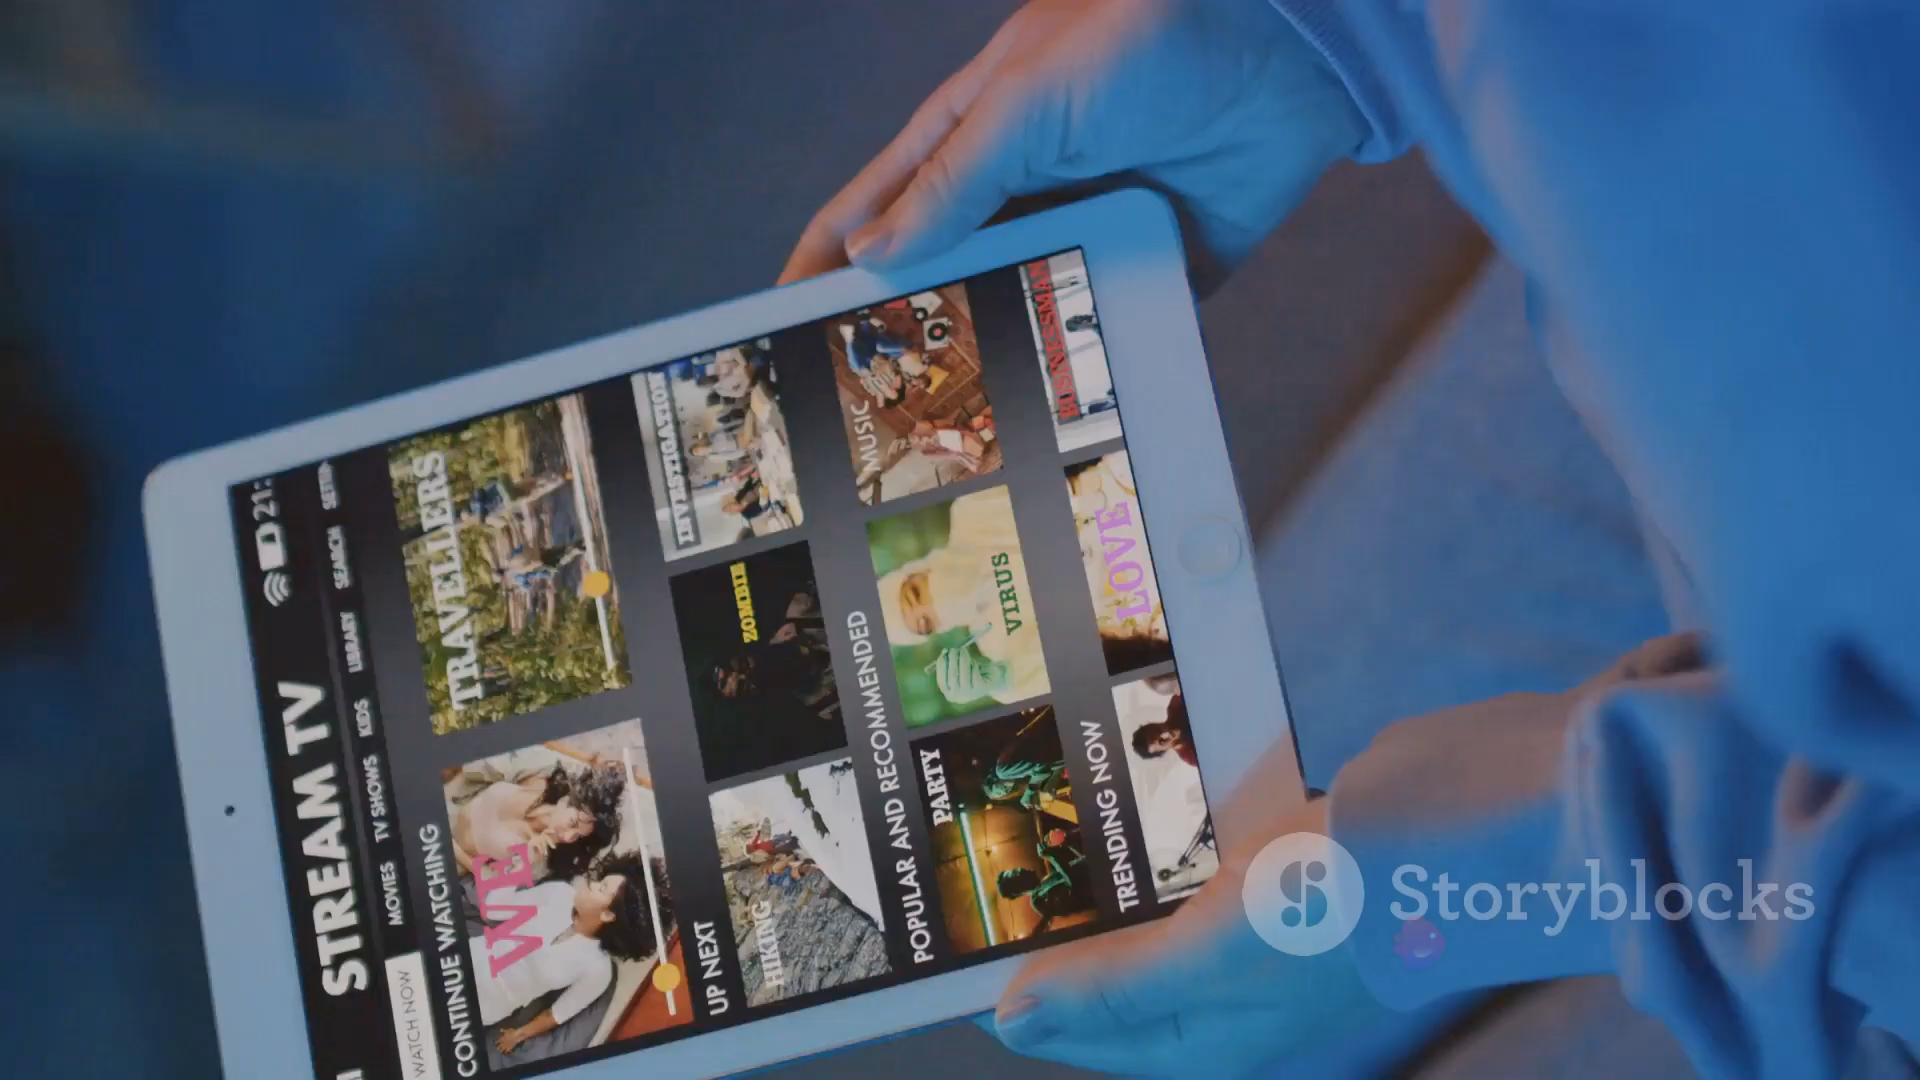 21:
STREAM TV
WATCH NOW
MOVIES
TV SHOWS
KIDS
LIBRARY
SEARCH
CONTINUE WATCHING
WE
TRAVELLERS
UP NEXT
HIKING
ZOMBIE
INVESTIGATION
POPULAR AND RECOMMENDED
PARTY
VIRUS
MUSIC
TRENDING NOW
LOVE
BUSINESSMAN
Storyblocks